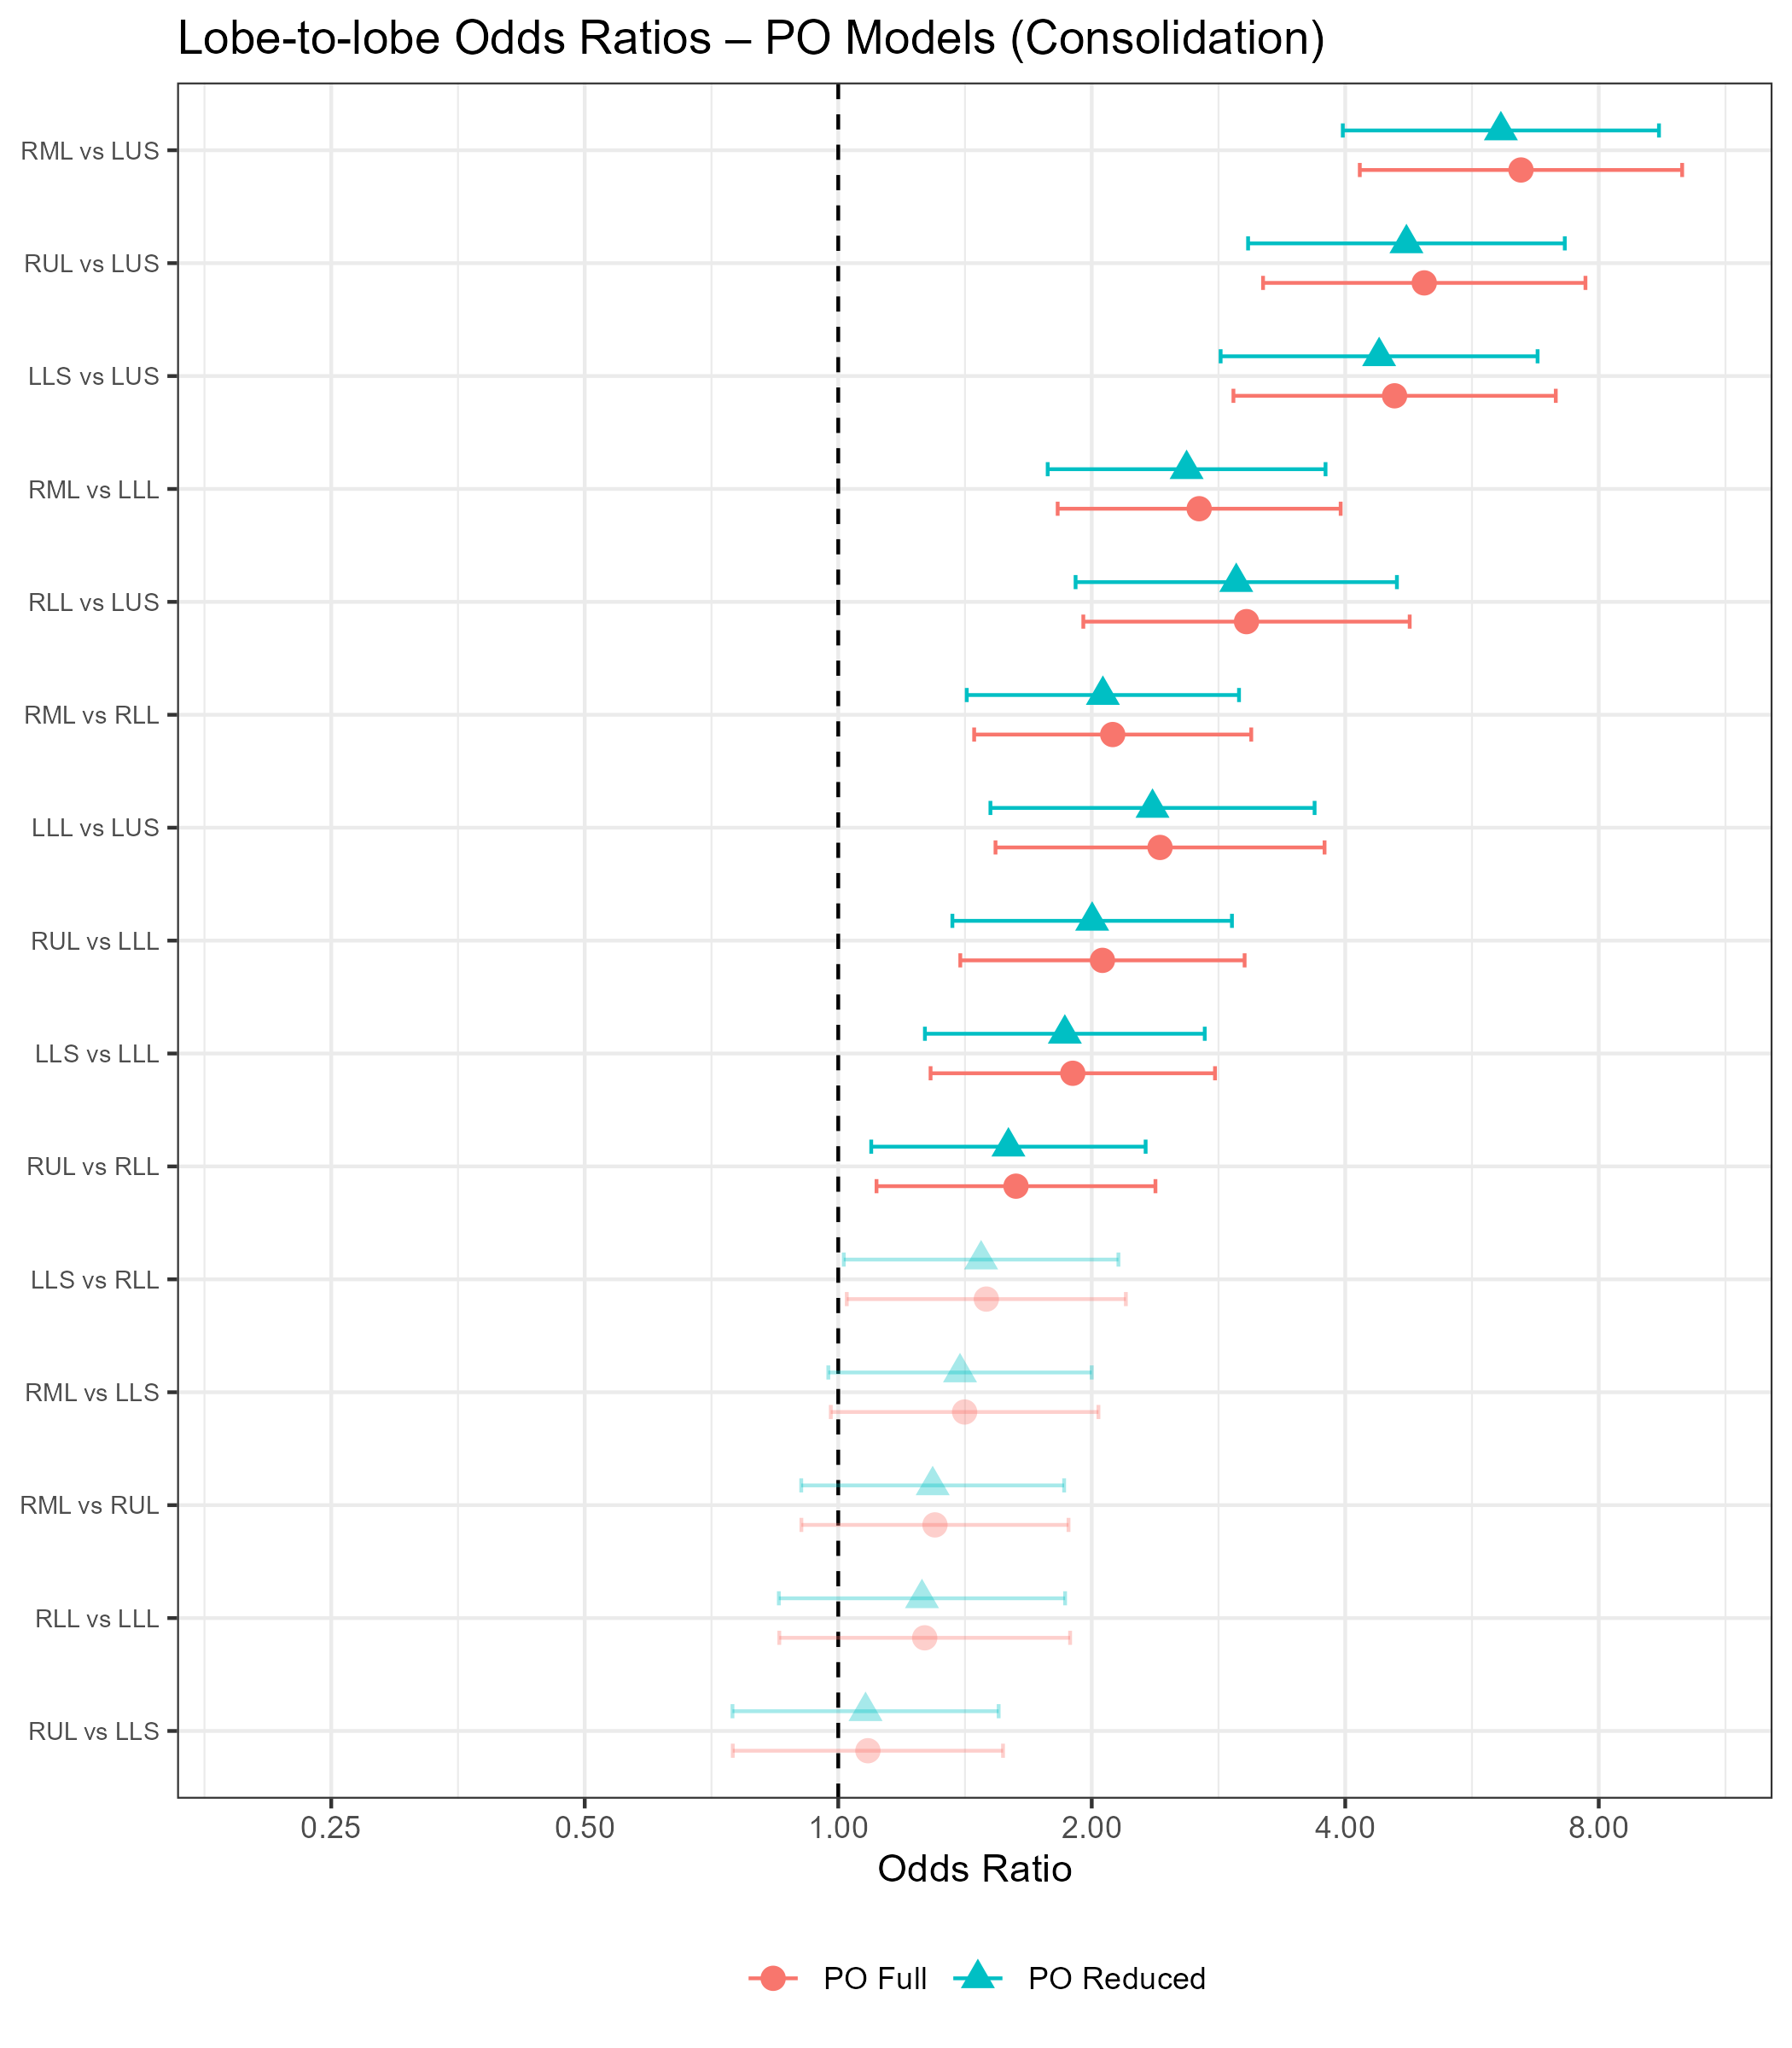 Lobe-to-lobe Odds Ratios – PO Models (Consolidation)
RML vs LUS
RUL vs LUS
LLS vs LUS
RML vs LLL
RLL vs LUS
RML vs RLL
LLL vs LUS
RUL vs LLL
LLS vs LLL
RUL vs RLL
LLS vs RLL
RML vs LLS
RML vs RUL
RLL vs LLL
RUL vs LLS
0.25 0.50 1.00 2.00 4.00 8.00
Odds Ratio
PO Full PO Reduced